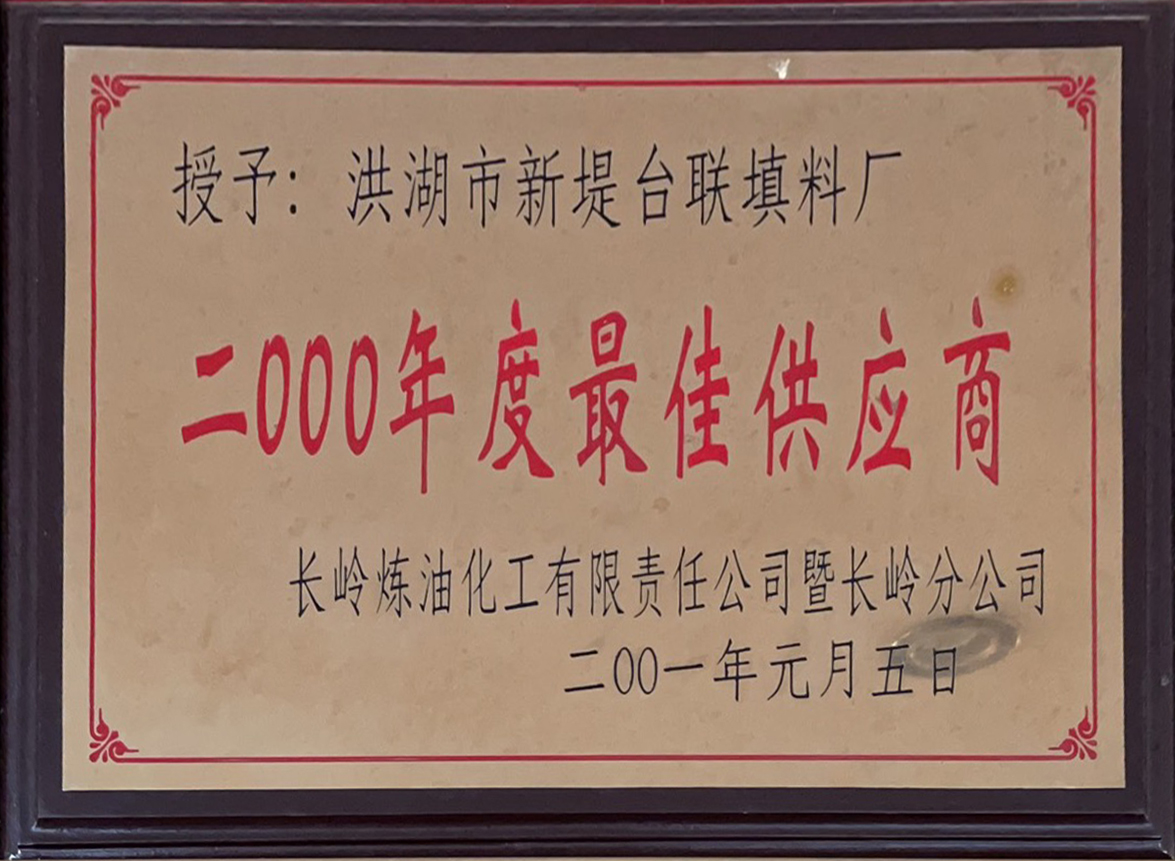 授予：洪湖市新堤台联填料厂
二000年度最佳供应商
长岭炼油化工有限责任公司暨长岭分公司
二00一年元月五日